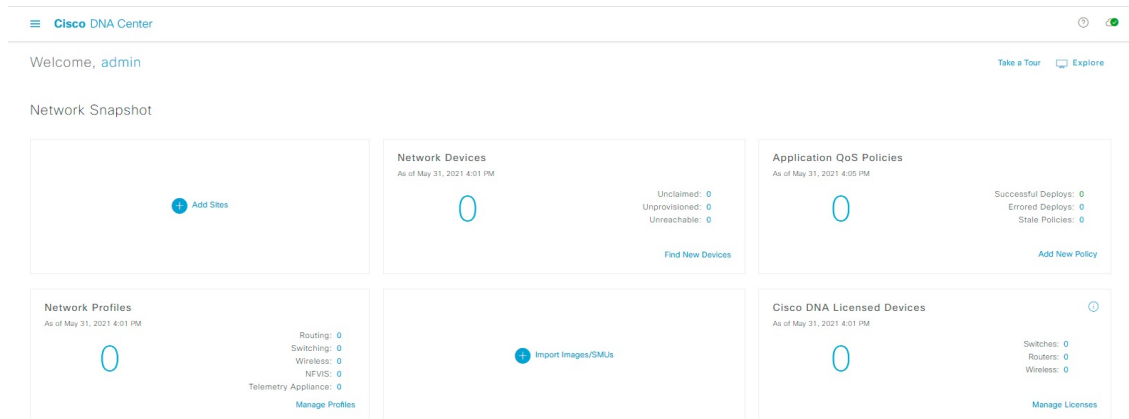 Cisco DNA Center
Welcome, admin
Take a Tour
Explore
Network Snapshot
Add Sites
Network Devices
As of May 31, 2021 4:01 PM
0
Unclaimed: 0
Unprovisioned: 0
Unreachable: 0
Find New Devices
Application QoS Policies
As of May 31, 2021 4:05 PM
0
Successful Deploys: 0
Errored Deploys: 0
Stale Policies: 0
Add New Policy
Network Profiles
As of May 31, 2021 4:01 PM
0
Routing: 0
Switching: 0
Wireless: 0
NFVIS: 0
Telemetry Appliance: 0
Manage Profiles
Import Images/SMUs
Cisco DNA Licensed Devices
As of May 31, 2021 4:01 PM
0
Switches: 0
Routers: 0
Wireless: 0
Manage Licenses